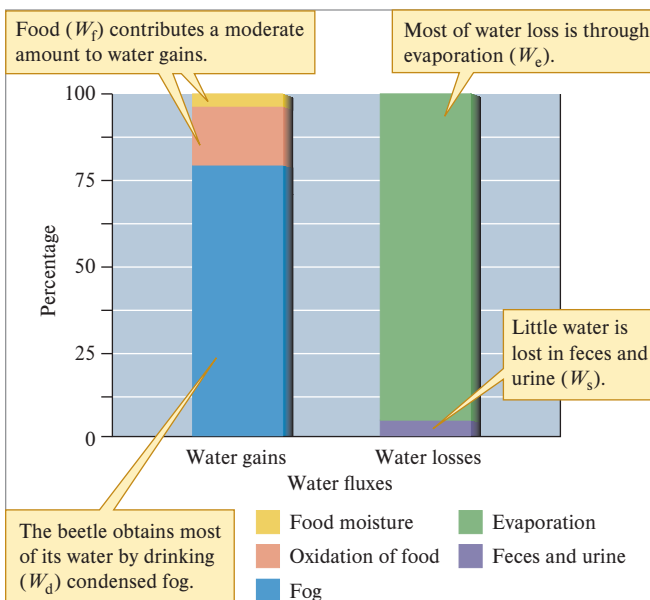 Food (Wf) contributes a moderate
amount to water gains.
Most of water loss is through
evaporation (We).
100
75
50
25
0
Percentage
Little water is
lost in feces and
urine (Ws).
Water gains
Water losses
Water fluxes
The beetle obtains most
of its water by drinking
(Wd) condensed fog.
Food moisture
Oxidation of food
Fog
Evaporation
Feces and urine